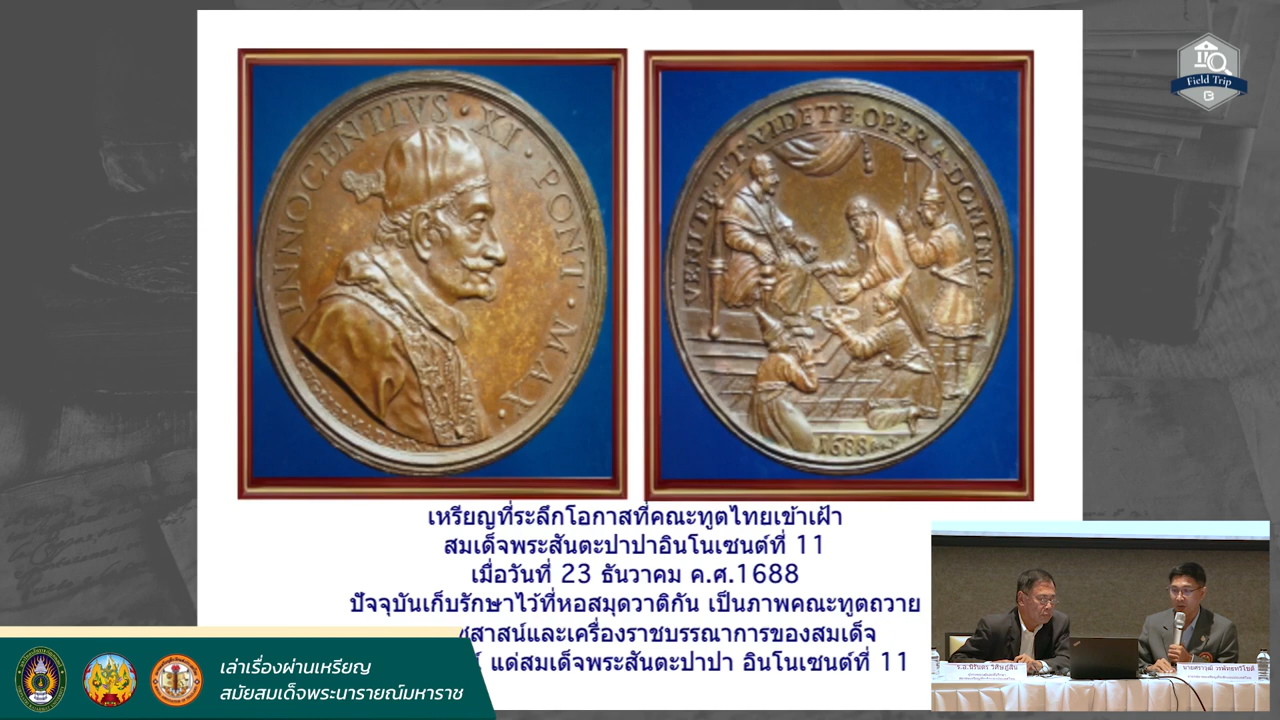 Field Trip
INNOCENTIVS · XI · PONT · MAX ·
VENITE · ET · VIDETE · OPERA · DOMINI ·
1688
เหรียญที่ระลึกโอกาสที่คณะทูตไทยเข้าเฝ้า
สมเด็จพระสันตะปาปาอินโนเซนต์ที่ 11
เมื่อวันที่ 23 ธันวาคม ค.ศ.1688
ปัจจุบันเก็บรักษาไว้ที่หอสมุดวาติกัน เป็นภาพคณะทูตถวาย
ชสาสน์และเครื่องราชบรรณาการของสมเด็จ
์ แด่สมเด็จพระสันตะปาปา อินโนเซนต์ที่ 11
เล่าเรื่องผ่านเหรียญ
สมัยสมเด็จพระนารายณ์มหาราช